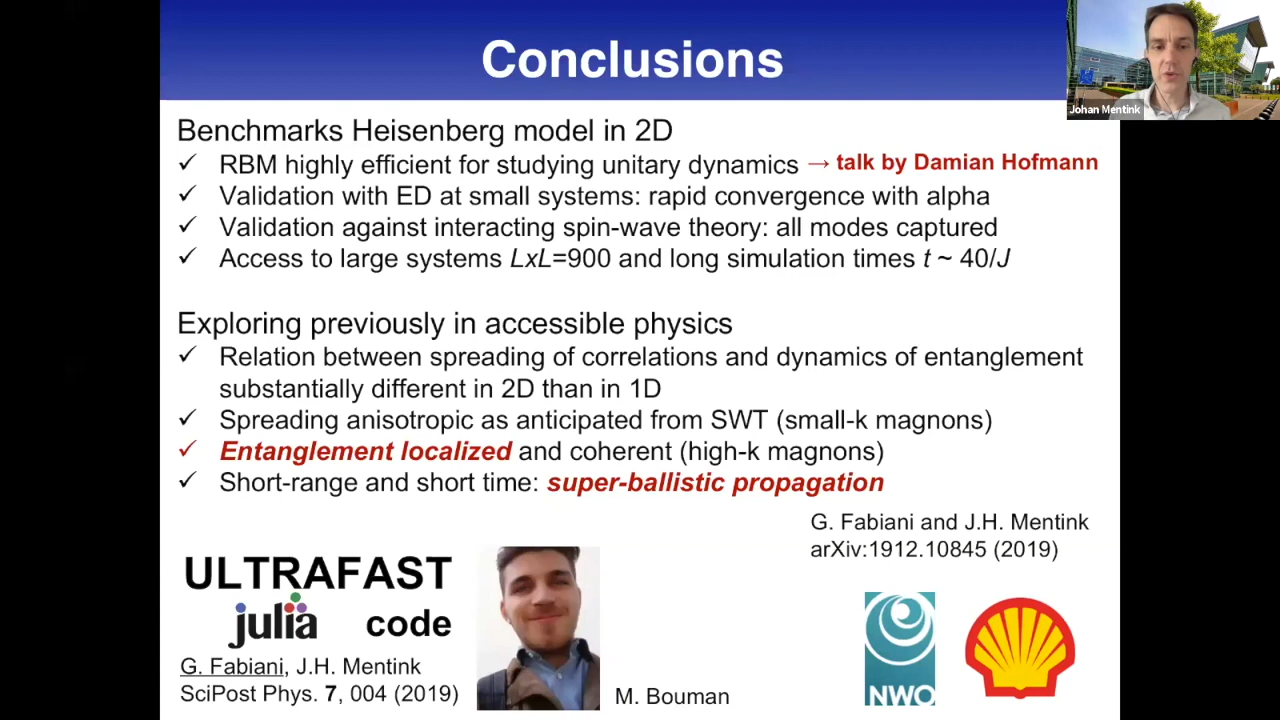 Conclusions
Johan Mentink
Benchmarks Heisenberg model in 2D
✓ RBM highly efficient for studying unitary dynamics → talk by Damian Hofmann
✓ Validation with ED at small systems: rapid convergence with alpha
✓ Validation against interacting spin-wave theory: all modes captured
✓ Access to large systems LxL=900 and long simulation times t ~ 40/J
Exploring previously in accessible physics
✓ Relation between spreading of correlations and dynamics of entanglement
substantially different in 2D than in 1D
✓ Spreading anisotropic as anticipated from SWT (small-k magnons)
✓ Entanglement localized and coherent (high-k magnons)
✓ Short-range and short time: super-ballistic propagation
G. Fabiani and J.H. Mentink
arXiv:1912.10845 (2019)
ULTRAFAST
julia code
G. Fabiani, J.H. Mentink
SciPost Phys. 7, 004 (2019)
M. Bouman
NWO